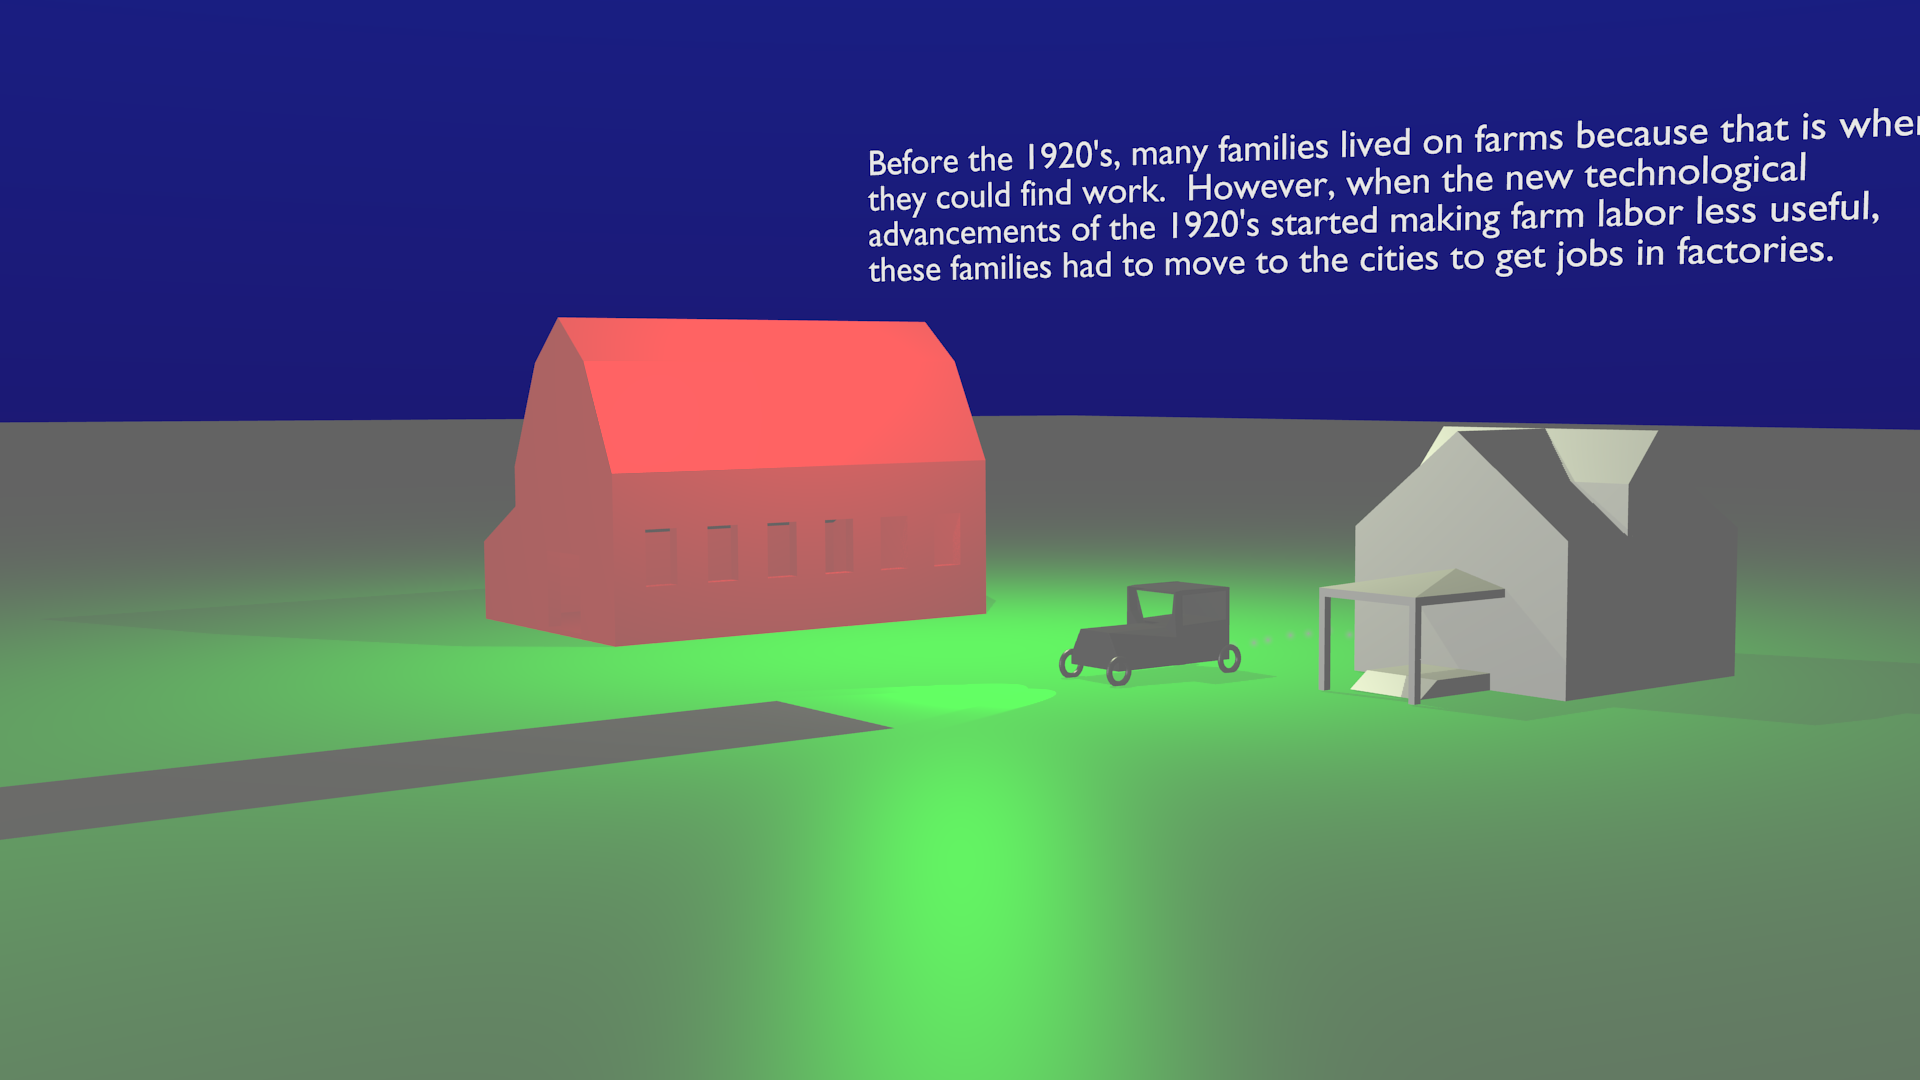 Before the 1920's, many families lived on farms because that is wher
they could find work.  However, when the new technological
advancements of the 1920's started making farm labor less useful,
these families had to move to the cities to get jobs in factories.